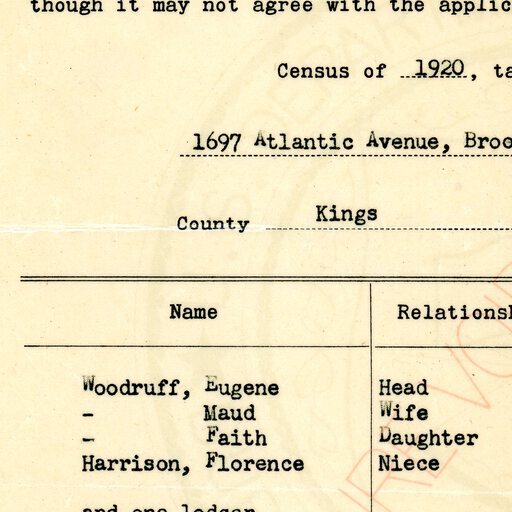 though it may not agree with the applic
Census of 1920, ta
1697 Atlantic Avenue, Broo
County Kings
Name Relationsh
Woodruff, Eugene Head
- Maud Wife
- Faith Daughter
Harrison, Florence Niece
and one lodger